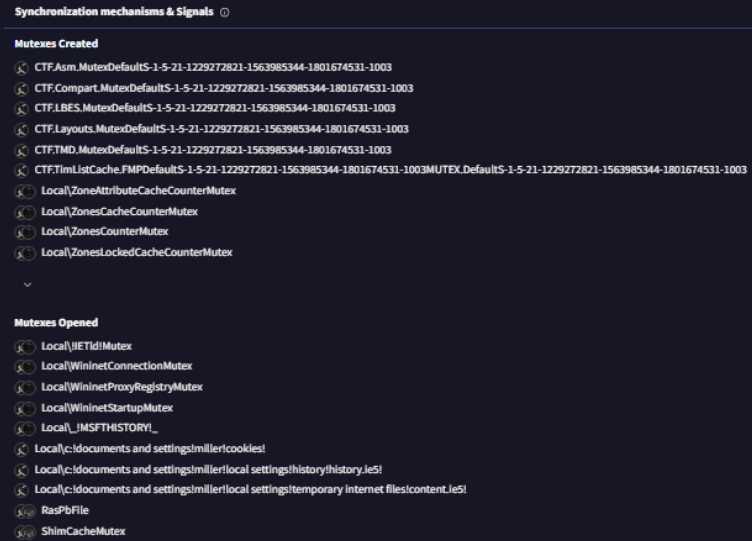 Synchronization mechanisms & Signals
Mutexes Created
CTF.Asm.MutexDefaultS-1-5-21-1229272821-1563985344-1801674531-1003
CTF.Compart.MutexDefaultS-1-5-21-1229272821-1563985344-1801674531-1003
CTF.LBES.MutexDefaultS-1-5-21-1229272821-1563985344-1801674531-1003
CTF.Layouts.MutexDefaultS-1-5-21-1229272821-1563985344-1801674531-1003
CTF.TMD.MutexDefaultS-1-5-21-1229272821-1563985344-1801674531-1003
CTF.TimListCache.FMPDefaultS-1-5-21-1229272821-1563985344-1801674531-1003MUTEX.DefaultS-1-5-21-1229272821-1563985344-1801674531-1003
Local\ZoneAttributeCacheCounterMutex
Local\ZonesCacheCounterMutex
Local\ZonesCounterMutex
Local\ZonesLockedCacheCounterMutex
Mutexes Opened
Local\!IETld!Mutex
Local\WininetConnectionMutex
Local\WininetProxyRegistryMutex
Local\WininetStartupMutex
Local\_!MSFTHISTORY!_
Local\c:!documents and settings!miller!cookies!
Local\c:!documents and settings!miller!local settings!history!history.ie5!
Local\c:!documents and settings!miller!local settings!temporary internet files!content.ie5!
RasPbFile
ShimCacheMutex